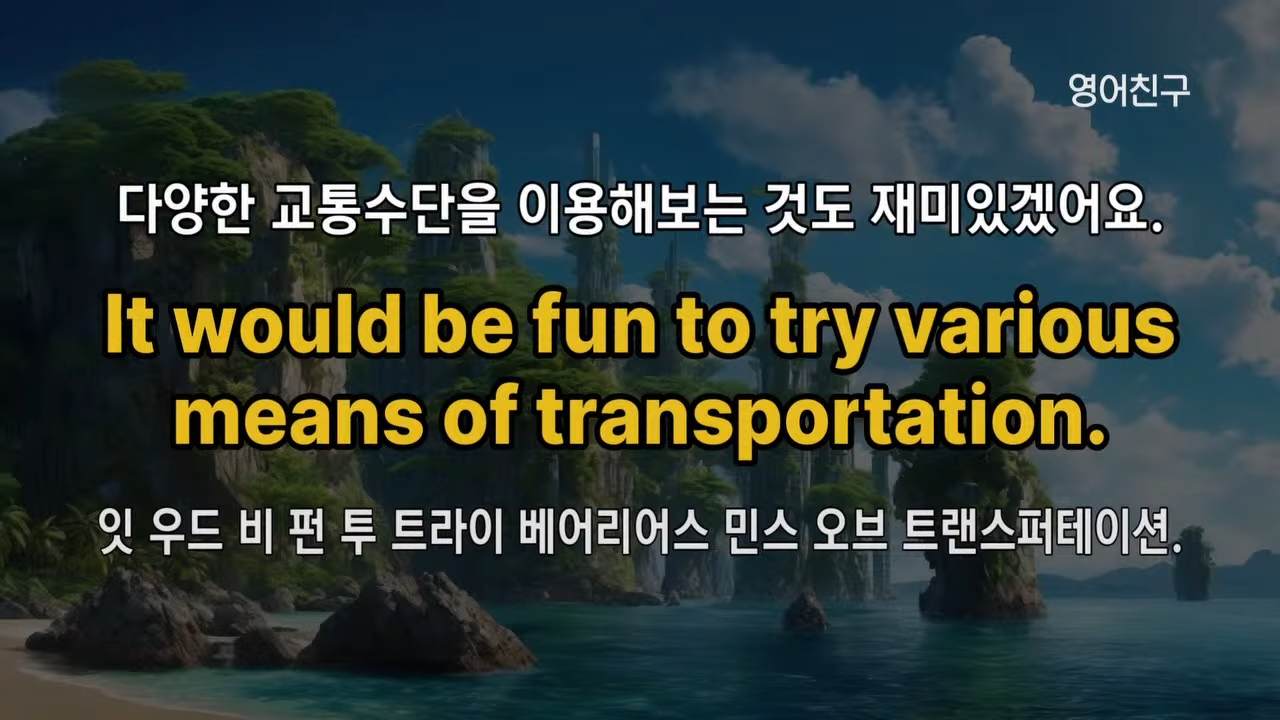 영어친구
다양한 교통수단을 이용해보는 것도 재미있겠어요.
It would be fun to try various
means of transportation.
잇 우드 비 펀 투 트라이 베어리어스 민스 오브 트랜스퍼테이션.